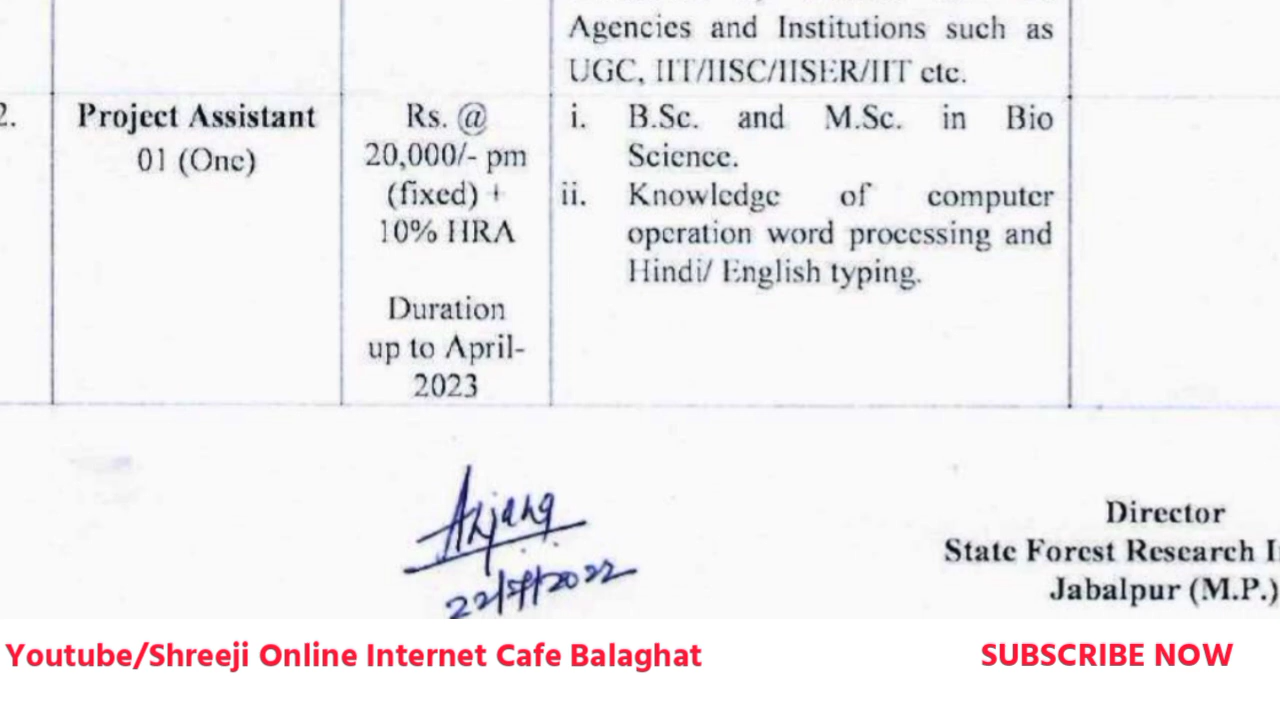 Agencies and Institutions such as
UGC, IIT/IISC/IISER/IIT etc.
2.
Project Assistant
01 (One)
Rs. @
20,000/- pm
(fixed) +
10% HRA
Duration
up to April-
2023
i. B.Sc. and M.Sc. in Bio
Science.
ii. Knowledge of computer
operation word processing and
Hindi/ English typing.
22/7/2022
Director
State Forest Research
Jabalpur (M.P.)
Youtube/Shreeji Online Internet Cafe Balaghat
SUBSCRIBE NOW